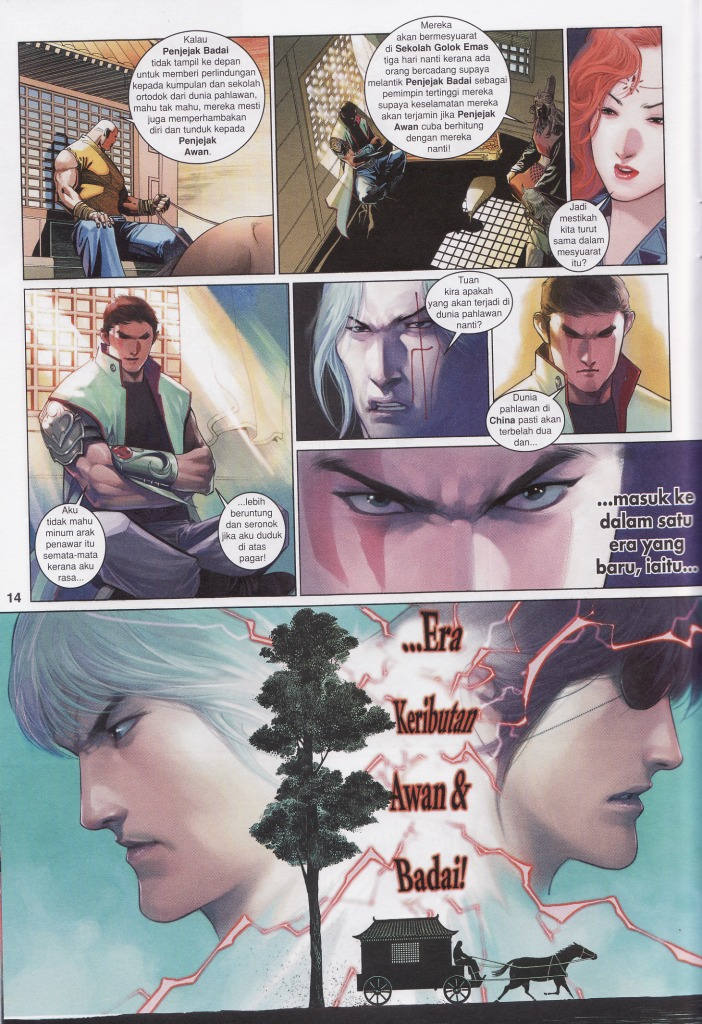 Kalau
Penjejak Badai
tidak tampil ke depan
untuk memberi perlindungan
kepada kumpulan dan sekolah
ortodok dari dunia pahlawan,
mahu tak mahu, mereka mesti
juga memperhambakan
diri dan tunduk kepada
Penjejak
Awan.
Mereka
akan bermesyuarat
di Sekolah Golok Emas
tiga hari nanti kerana ada
orang bercadang supaya
melantik Penjejak Badai sebagai
pemimpin tertinggi mereka
supaya keselamatan mereka
akan terjamin jika Penjejak
Awan cuba berhitung
dengan mereka
nanti!
Jadi
mestikah
kita turut
sama dalam
mesyuarat
itu?
Aku
tidak mahu
minum arak
penawar itu
semata-mata
kerana aku
rasa...
...lebih
beruntung
dan seronok
jika aku duduk
di atas
pagar!
Tuan
kira apakah
yang akan terjadi di
dunia pahlawan
nanti?
Dunia
pahlawan di
China pasti akan
terbelah dua
dan...
...masuk ke
dalam satu
era yang
baru, iaitu...
14
...Era
Keributan
Awan &
Badai!